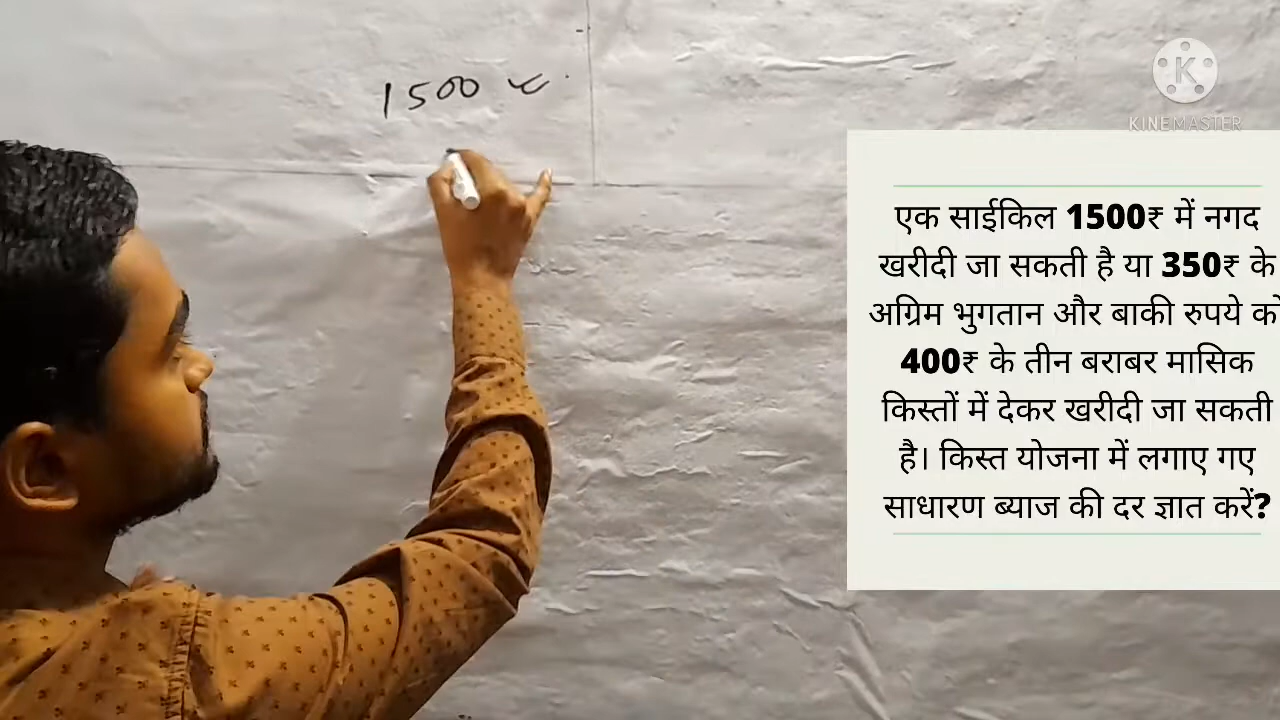 1500
KINEMASTER
एक साईकिल 1500₹ में नगद
खरीदी जा सकती है या 350₹ के
अग्रिम भुगतान और बाकी रुपये को
400₹ के तीन बराबर मासिक
किस्तों में देकर खरीदी जा सकती
है। किस्त योजना में लगाए गए
साधारण ब्याज की दर ज्ञात करें?